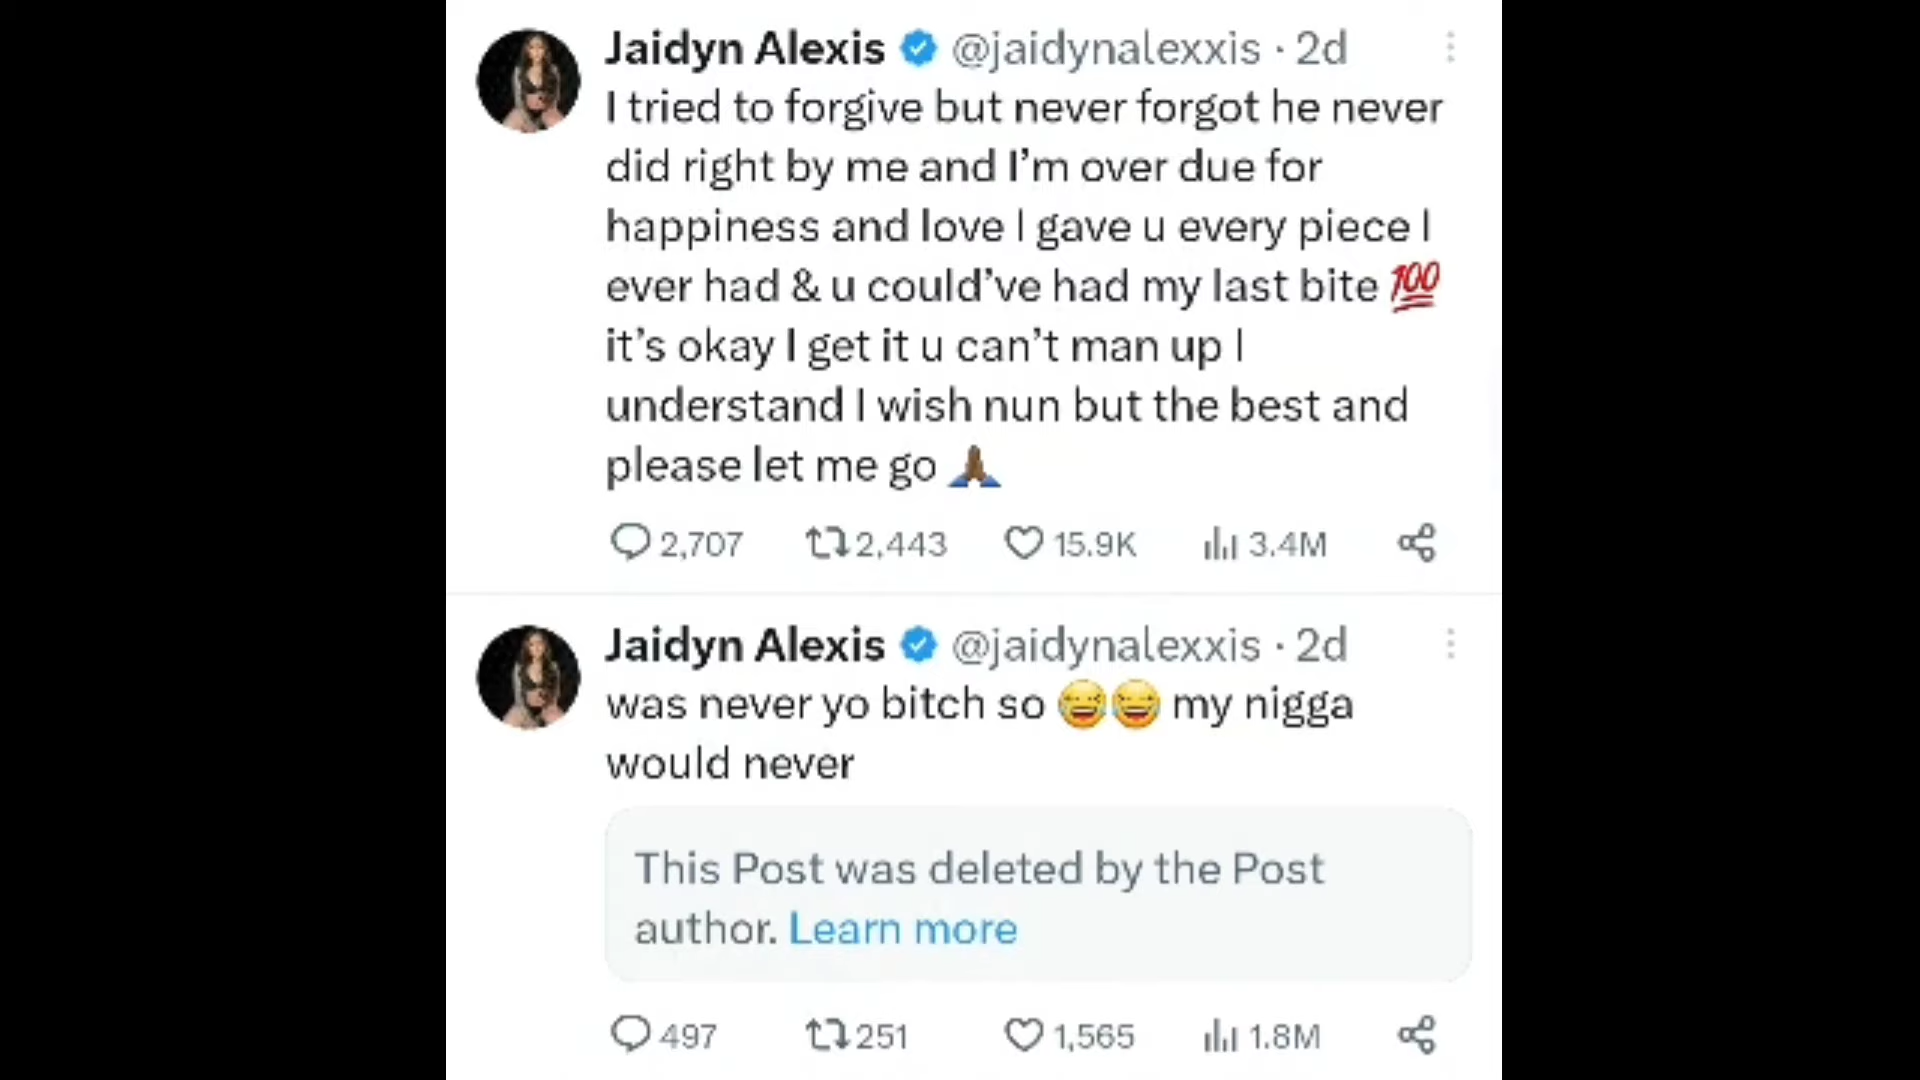 Jaidyn Alexis @jaidynalexxis · 2d
I tried to forgive but never forgot he never
did right by me and I’m over due for
happiness and love I gave u every piece I
ever had & u could’ve had my last bite 💯
it’s okay I get it u can’t man up I
understand I wish nun but the best and
please let me go 🙏🏾
2,707 2,443 15.9K 3.4M
Jaidyn Alexis @jaidynalexxis · 2d
was never yo bitch so 😂😂 my nigga
would never
This Post was deleted by the Post
author. Learn more
497 251 1,565 1.8M